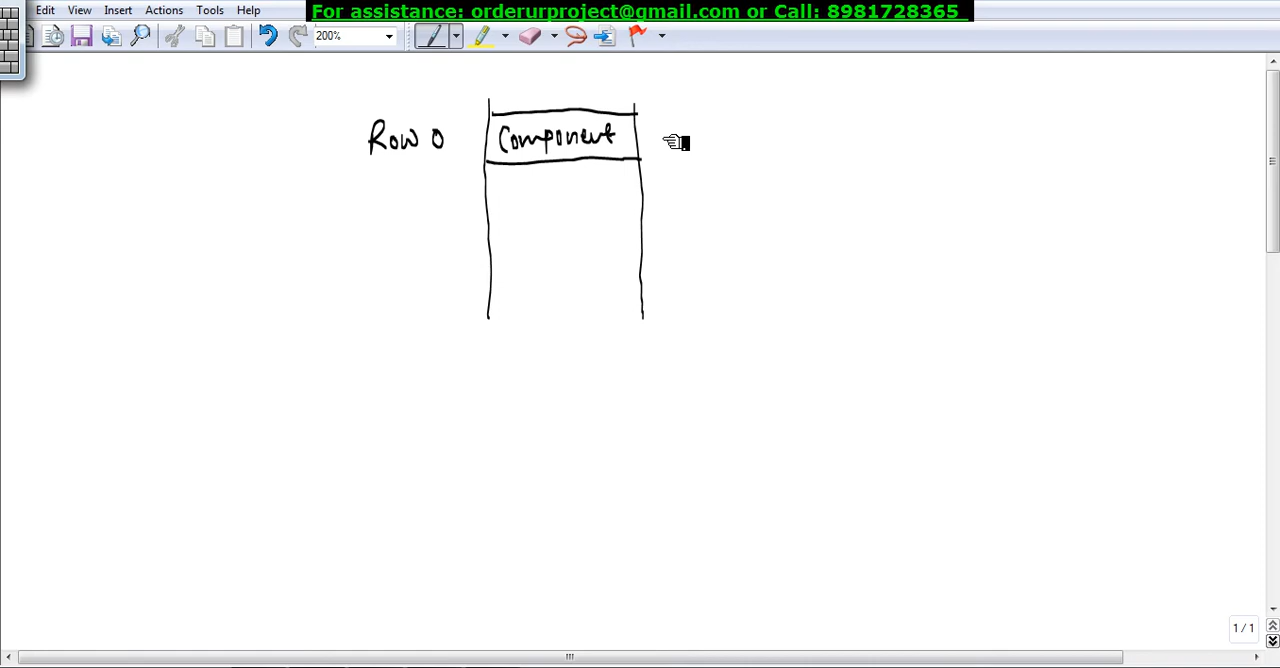 For assistance: orderurproject@gmail.com or Call: 8981728365
Edit View Insert Actions Tools Help
200%
Row 0 Component
1 / 1